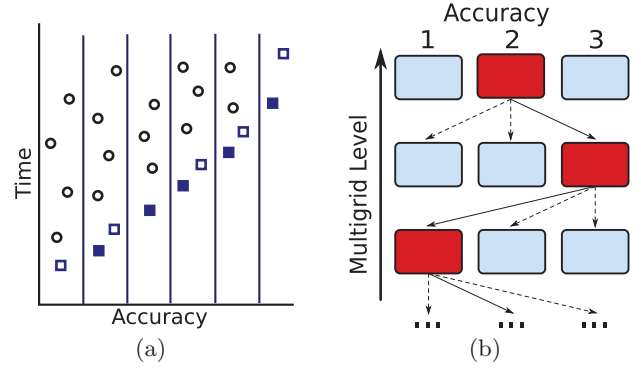 Time
Accuracy
(a)
Accuracy
1 2 3
Multigrid Level
...
...
...
(b)